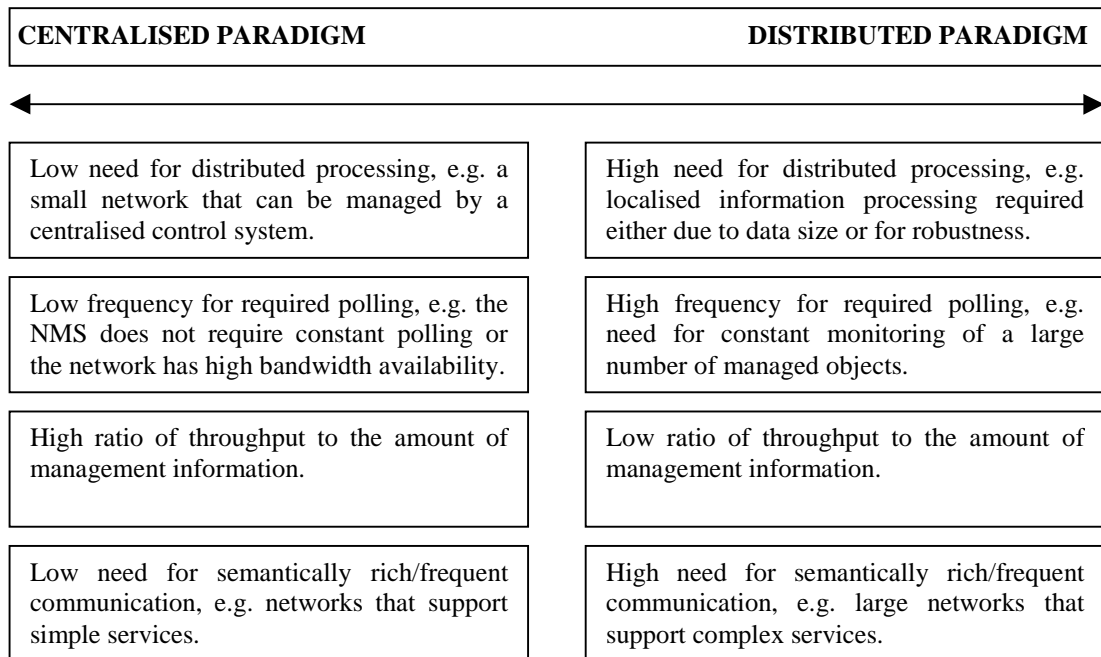 CENTRALISED PARADIGM DISTRIBUTED PARADIGM
Low need for distributed processing, e.g. a
small network that can be managed by a
centralised control system.
High need for distributed processing, e.g.
localised information processing required
either due to data size or for robustness.
Low frequency for required polling, e.g. the
NMS does not require constant polling or
the network has high bandwidth availability.
High frequency for required polling, e.g.
need for constant monitoring of a large
number of managed objects.
High ratio of throughput to the amount of
management information.
Low ratio of throughput to the amount of
management information.
Low need for semantically rich/frequent
communication, e.g. networks that support
simple services.
High need for semantically rich/frequent
communication, e.g. large networks that
support complex services.